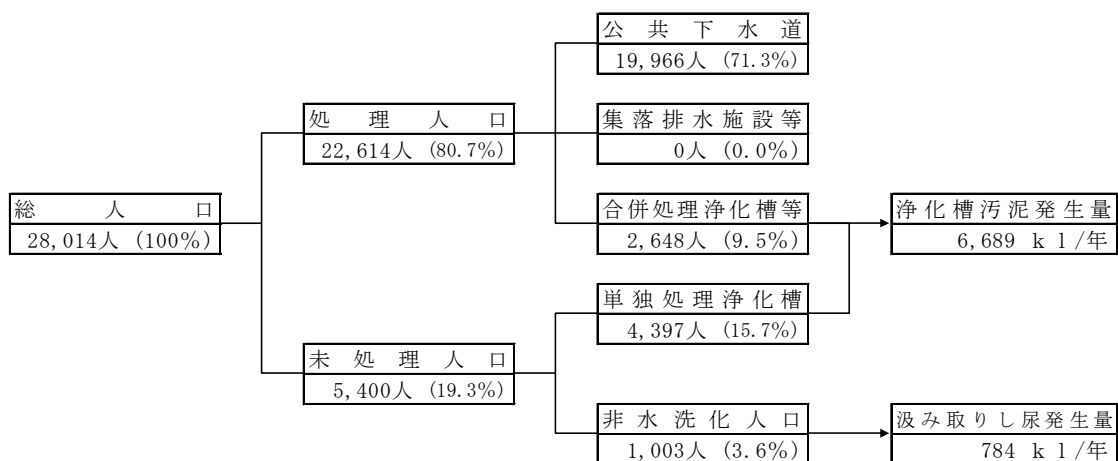 公共下水道
19,966人 (71.3%)
処理人口
22,614人 (80.7%)
集落排水施設等
0人 (0.0%)
総人口
28,014人 (100%)
合併処理浄化槽等
2,648人 (9.5%)
浄化槽汚泥発生量
6,689 kl/年
単独処理浄化槽
4,397人 (15.7%)
未処理人口
5,400人 (19.3%)
非水洗化人口
1,003人 (3.6%)
汲み取りし尿発生量
784 kl/年